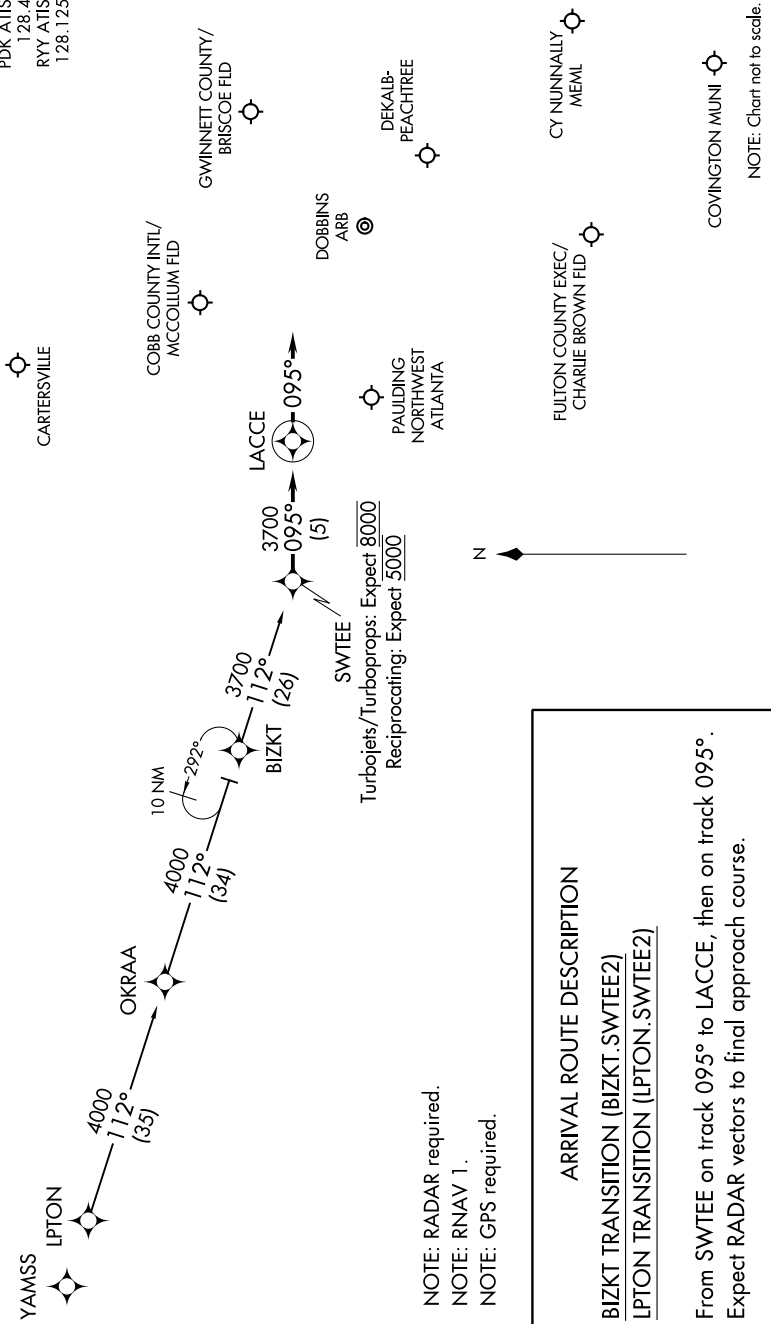 PDK ATIS
128.4
RYY ATIS
128.125
CARTERSVILLE
COBB COUNTY INTL/
MCCOLLUM FLD
GWINNETT COUNTY/
BRISCOE FLD
DOBBINS
ARB
DEKALB-
PEACHTREE
PAULDING
NORTHWEST
ATLANTA
FULTON COUNTY EXEC/
CHARLIE BROWN FLD
CY NUNNALLY
MEML
COVINGTON MUNI
NOTE: Chart not to scale.
YAMSS
LPTON
4000
112°
(35)
OKRAA
4000
112°
(34)
10 NM
292°
BIZKT
3700
112°
(26)
SWTEE
Turbojets/Turboprops: Expect 8000
Reciprocating: Expect 5000
3700
095°
(5)
LACCE
095°
N
NOTE: RADAR required.
NOTE: RNAV 1.
NOTE: GPS required.
ARRIVAL ROUTE DESCRIPTION
BIZKT TRANSITION (BIZKT.SWTEE2)
LPTON TRANSITION (LPTON.SWTEE2)
From SWTEE on track 095° to LACCE, then on track 095°.
Expect RADAR vectors to final approach course.